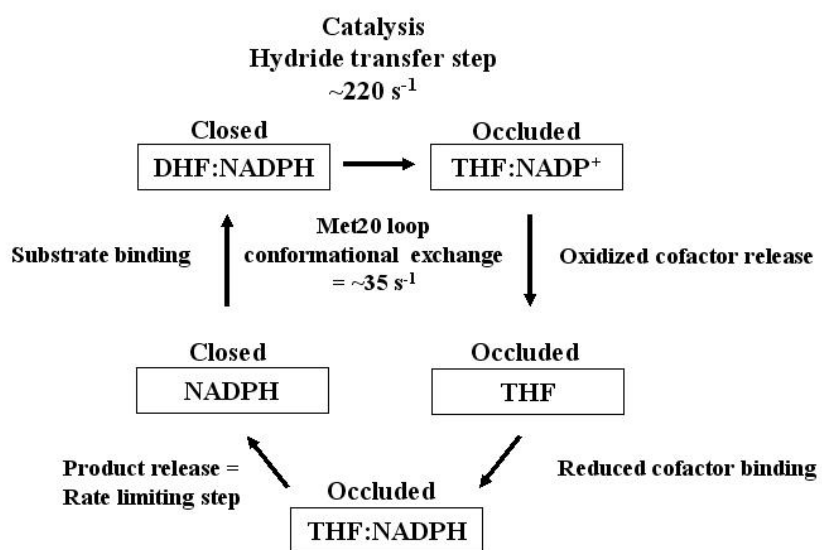 Catalysis
Hydride transfer step
~220 s⁻¹
Closed
Occluded
DHF:NADPH
THF:NADP⁺
Substrate binding
Met20 loop
conformational exchange
= ~35 s⁻¹
Oxidized cofactor release
Closed
Occluded
NADPH
THF
Product release =
Rate limiting step
Reduced cofactor binding
Occluded
THF:NADPH